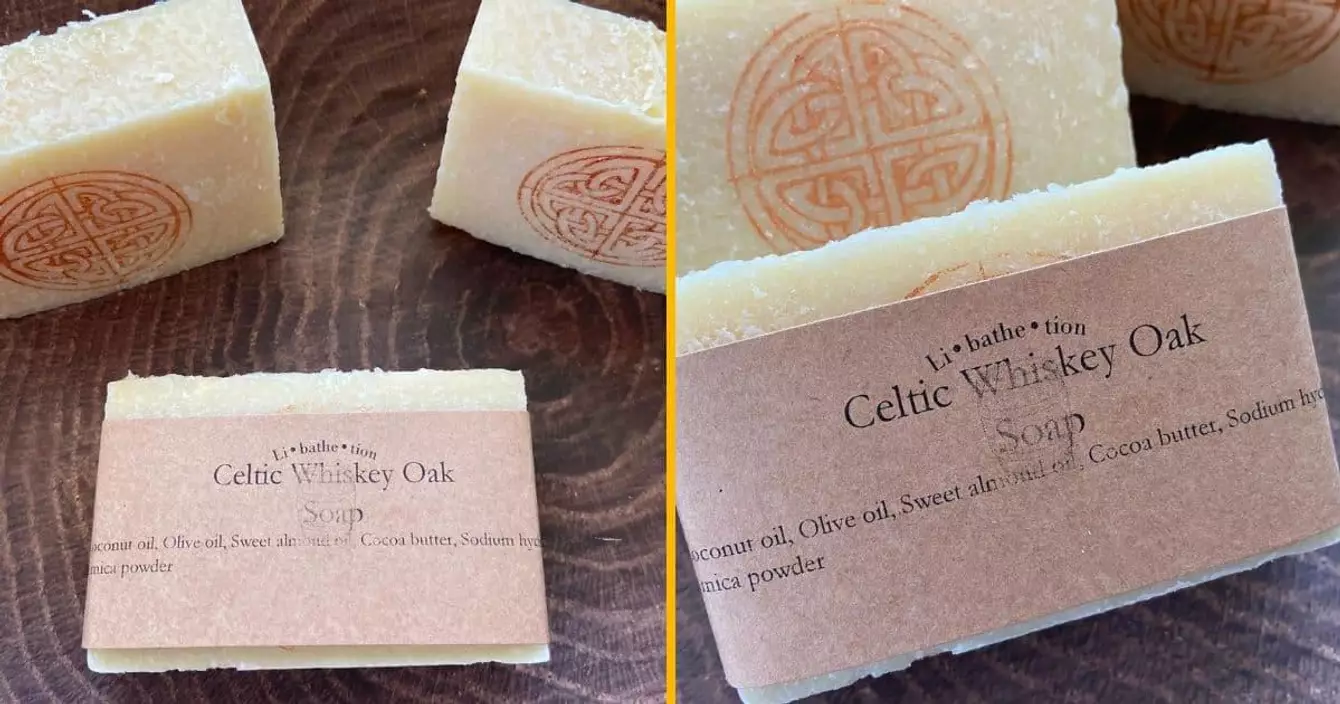 Li•bathe•tion
Celtic Whiskey Oak
Soap
oconut oil, Olive oil, Sweet almond oil, Cocoa butter, Sodium hyd
mica powder
Li•bathe•tion
Celtic Whiskey Oak
Soap
oconut oil, Olive oil, Sweet almond oil, Cocoa butter, Sodium hyd
mica powder